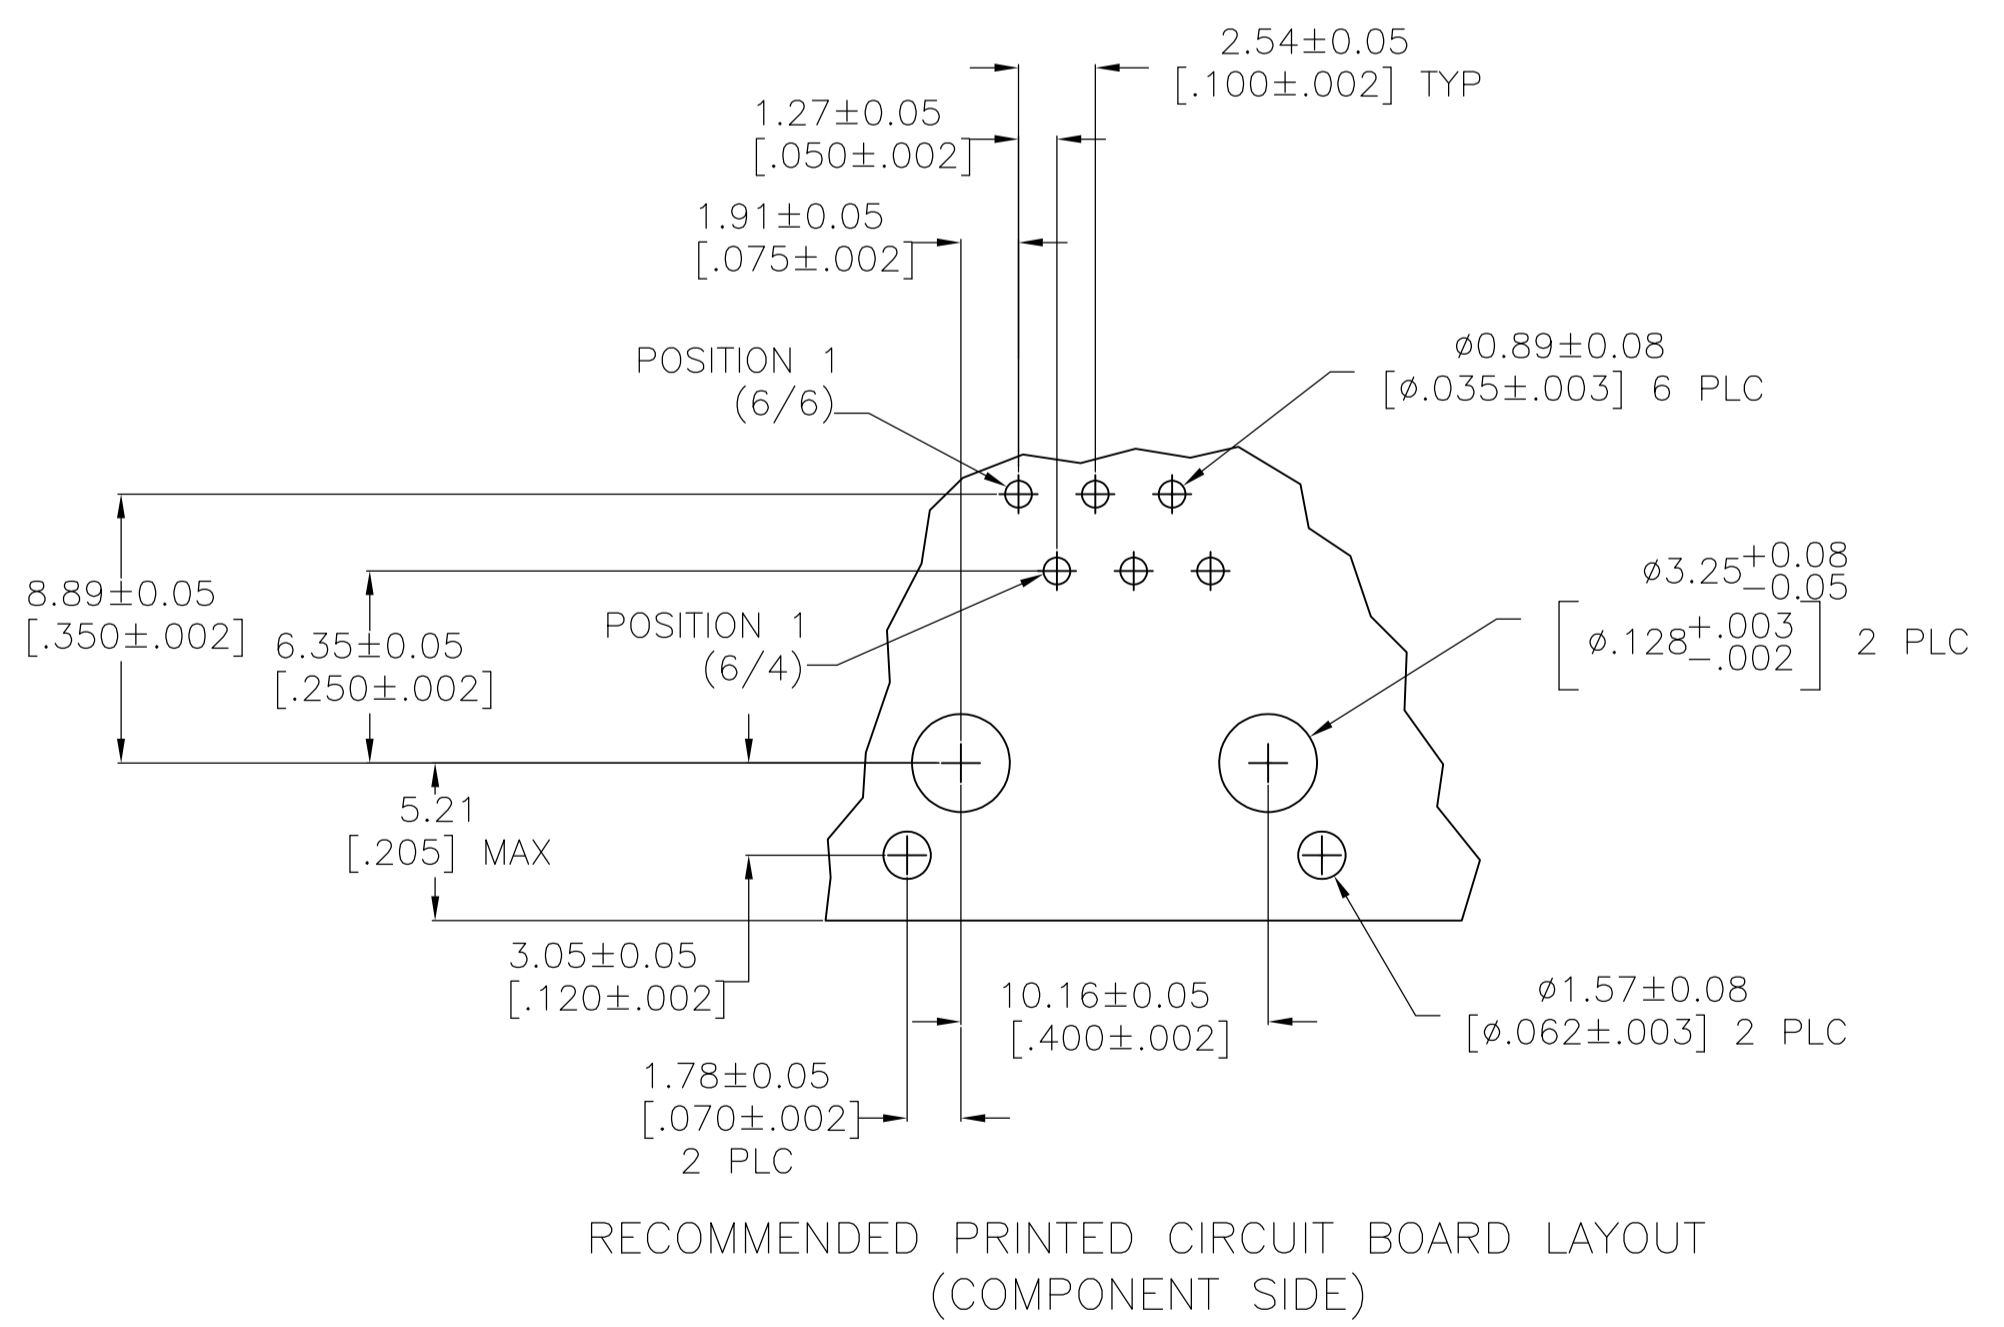 2.54±0.05
[.100±.002] TYP
1.27±0.05
[.050±.002]
1.91±0.05
[.075±.002]
POSITION 1
(6/6)
ø0.89±0.08
[ø.035±.003] 6 PLC
8.89±0.05
[.350±.002]
6.35±0.05
[.250±.002]
POSITION 1
(6/4)
ø3.25+0.08
-0.05
[ø.128+.003
-.002] 2 PLC
5.21
[.205] MAX
3.05±0.05
[.120±.002]
10.16±0.05
[.400±.002]
ø1.57±0.08
[ø.062±.003] 2 PLC
1.78±0.05
[.070±.002]
2 PLC
RECOMMENDED PRINTED CIRCUIT BOARD LAYOUT
(COMPONENT SIDE)